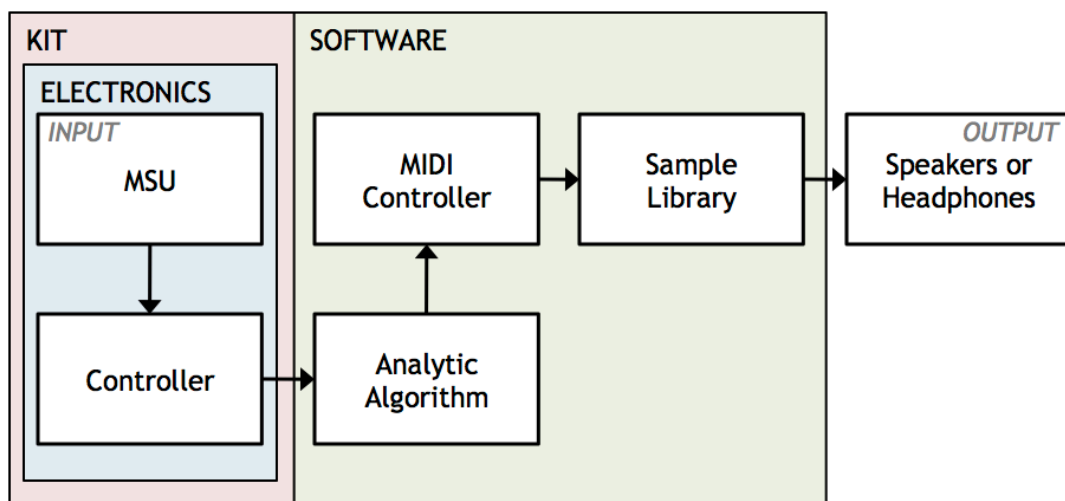 KIT
SOFTWARE
ELECTRONICS
INPUT
MSU
MIDI
Controller
Sample
Library
OUTPUT
Speakers or
Headphones
Controller
Analytic
Algorithm